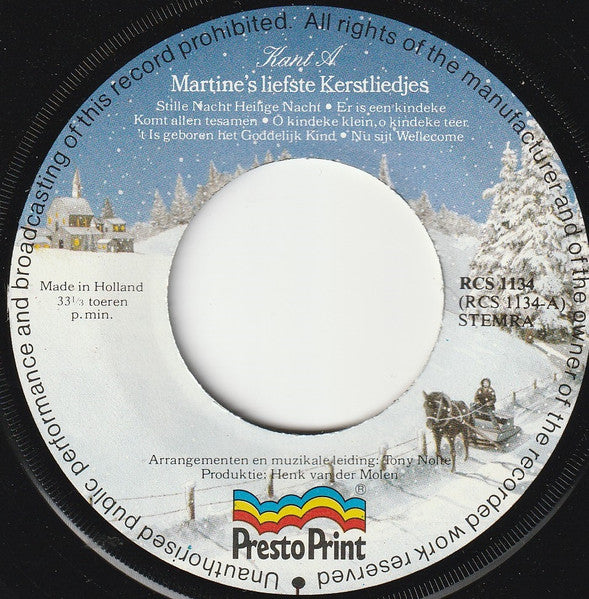 Unauthorised public performance and broadcasting of this record prohibited. All rights of the manufacturer and of the owner of the recorded work reserved
Kant A
Martine's liefste Kerstliedjes
Stille Nacht Heilige Nacht • Er is een kindeke
Komt allen tesamen • O kindeke klein, o kindeke teer
't Is geboren het Goddelijk Kind • Nu sijt Wellecome
Made in Holland
33 1/3 toeren
p.min.
RCS 1134
(RCS 1134-A)
STEMRA
Arrangementen en muzikale leiding: Tony Nolte
Produktie: Henk van der Molen
®
PrestoPrint